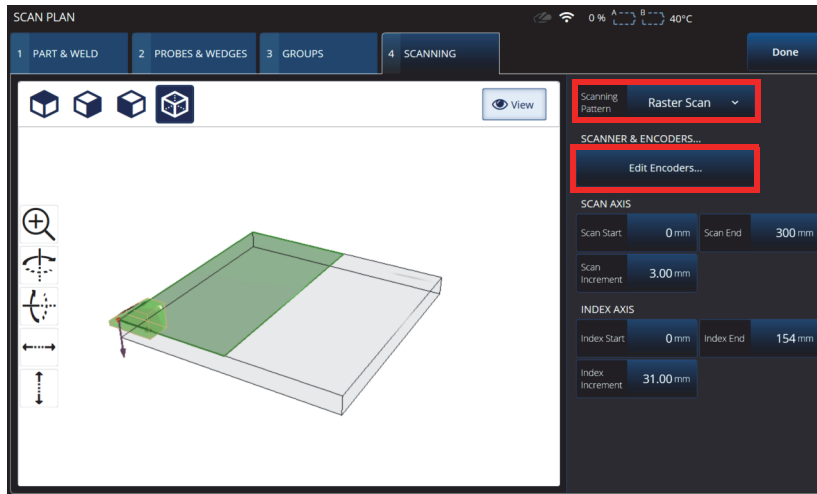 SCAN PLAN
0 % A B 40°C
1 PART & WELD 2 PROBES & WEDGES 3 GROUPS 4 SCANNING Done
View
Scanning
Pattern
Raster Scan
SCANNER & ENCODERS...
Edit Encoders...
SCAN AXIS
Scan Start 0 mm Scan End 300 mm
Scan
Increment
3.00 mm
INDEX AXIS
Index Start 0 mm Index End 154 mm
Index
Increment
31.00 mm